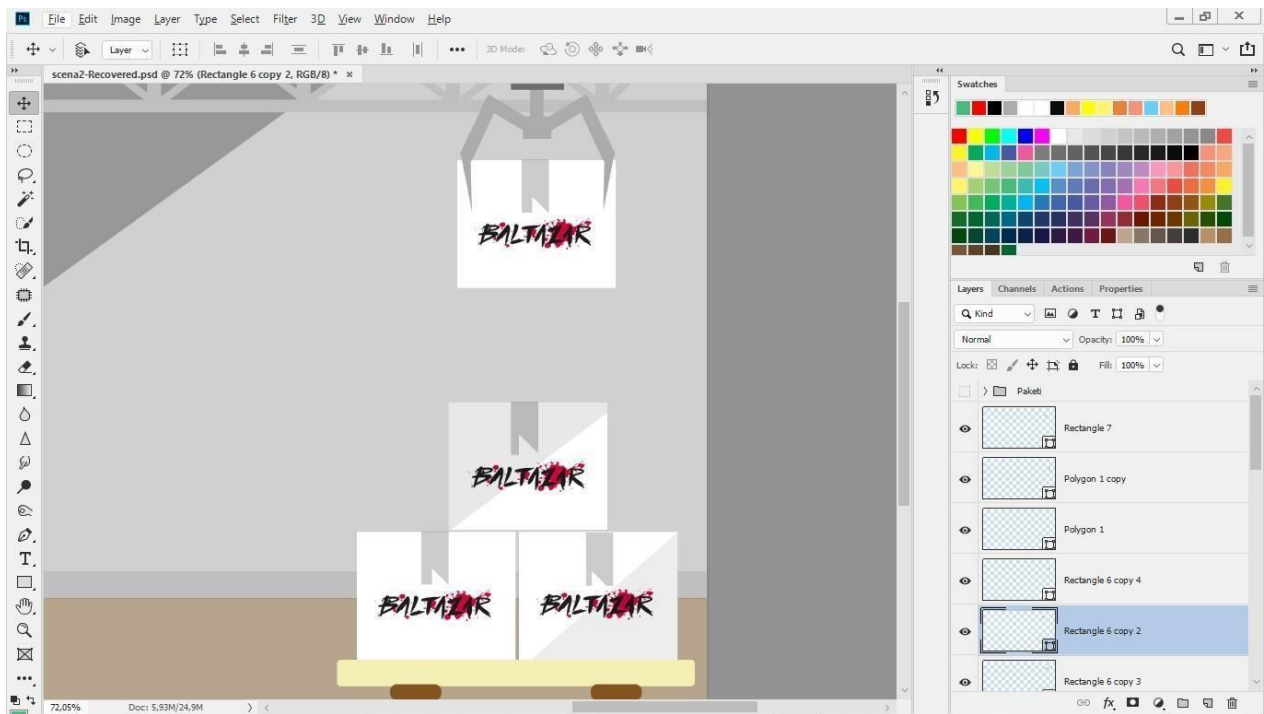 Ps File Edit Image Layer Type Select Filter 3D View Window Help
Layer 3D Mode:
scena2-Recovered.psd @ 72% (Rectangle 6 copy 2, RGB/8) *
Swatches
BALTAZAR
BALTAZAR
BALTAZAR BALTAZAR
Layers Channels Actions Properties
Kind
Normal Opacity: 100%
Lock: Fill: 100%
Paketi
Rectangle 7
Polygon 1 copy
Polygon 1
Rectangle 6 copy 4
Rectangle 6 copy 2
Rectangle 6 copy 3
72,05% Doc: 5,93M/24,9M
fx